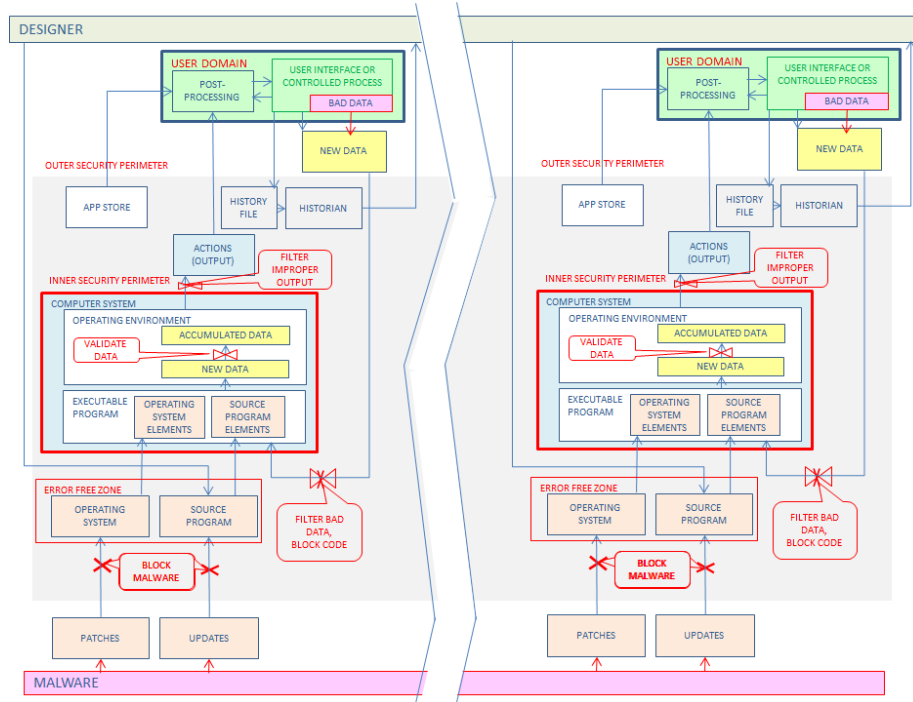 DESIGNER
USER DOMAIN
POST-
PROCESSING
USER INTERFACE OR
CONTROLLED PROCESS
BAD DATA
NEW DATA
OUTER SECURITY PERIMETER
APP STORE
HISTORY
FILE
HISTORIAN
ACTIONS
(OUTPUT)
FILTER
IMPROPER
OUTPUT
INNER SECURITY PERIMETER
COMPUTER SYSTEM
OPERATING ENVIRONMENT
ACCUMULATED DATA
VALIDATE
DATA
NEW DATA
EXECUTABLE
PROGRAM
OPERATING
SYSTEM
ELEMENTS
SOURCE
PROGRAM
ELEMENTS
ERROR FREE ZONE
OPERATING
SYSTEM
SOURCE
PROGRAM
FILTER BAD
DATA,
BLOCK CODE
BLOCK
MALWARE
PATCHES
UPDATES
MALWARE
USER DOMAIN
POST-
PROCESSING
USER INTERFACE OR
CONTROLLED PROCESS
BAD DATA
NEW DATA
OUTER SECURITY PERIMETER
APP STORE
HISTORY
FILE
HISTORIAN
ACTIONS
(OUTPUT)
FILTER
IMPROPER
OUTPUT
INNER SECURITY PERIMETER
COMPUTER SYSTEM
OPERATING ENVIRONMENT
ACCUMULATED DATA
VALIDATE
DATA
NEW DATA
EXECUTABLE
PROGRAM
OPERATING
SYSTEM
ELEMENTS
SOURCE
PROGRAM
ELEMENTS
ERROR FREE ZONE
OPERATING
SYSTEM
SOURCE
PROGRAM
FILTER BAD
DATA,
BLOCK CODE
BLOCK
MALWARE
PATCHES
UPDATES